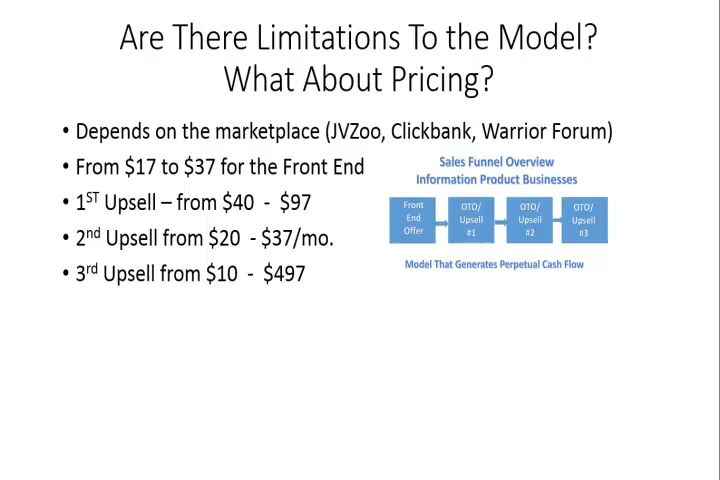 Are There Limitations To the Model?
What About Pricing?
• Depends on the marketplace (JVZoo, Clickbank, Warrior Forum)
• From $17 to $37 for the Front End
• 1ST Upsell – from $40 - $97
• 2nd Upsell from $20 - $37/mo.
• 3rd Upsell from $10 - $497
Sales Funnel Overview
Information Product Businesses
Front
End
Offer
OTO/
Upsell
#1
OTO/
Upsell
#2
OTO/
Upsell
#3
Model That Generates Perpetual Cash Flow